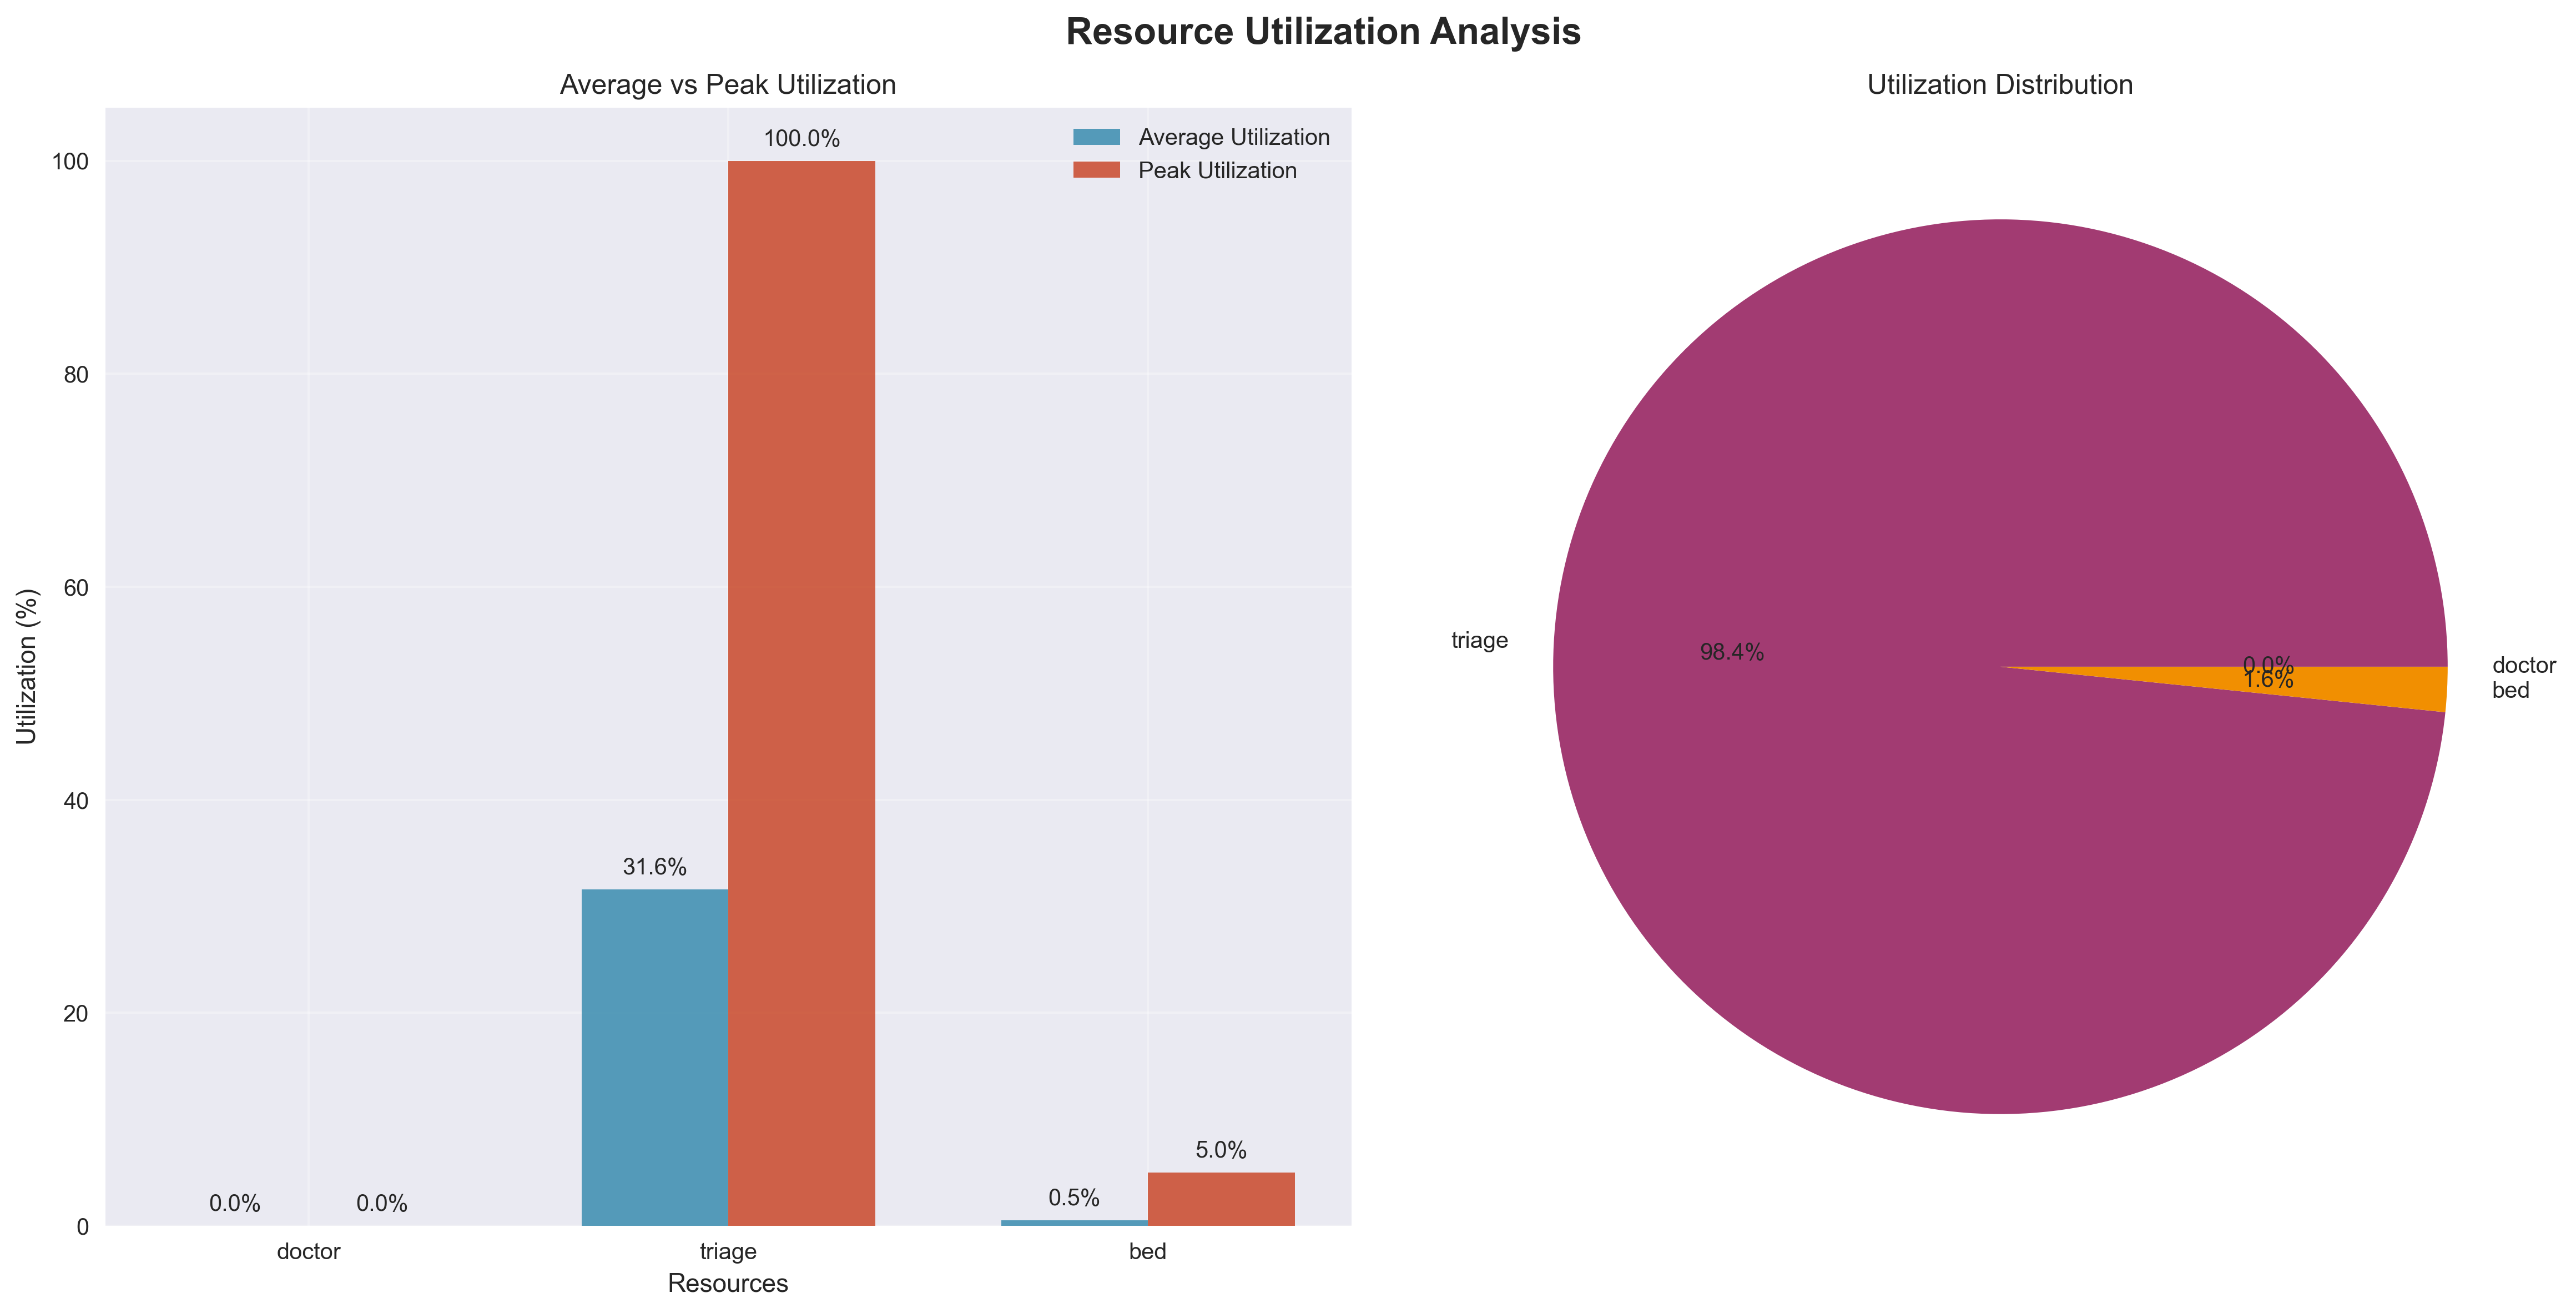 Resource Utilization Analysis
Average vs Peak Utilization
Utilization (%)
100
80
60
40
20
0
Average Utilization
Peak Utilization
0.0%
0.0%
31.6%
100.0%
0.5%
5.0%
doctor
triage
bed
Resources
Utilization Distribution
triage
98.4%
0.0%
1.6%
doctor
bed